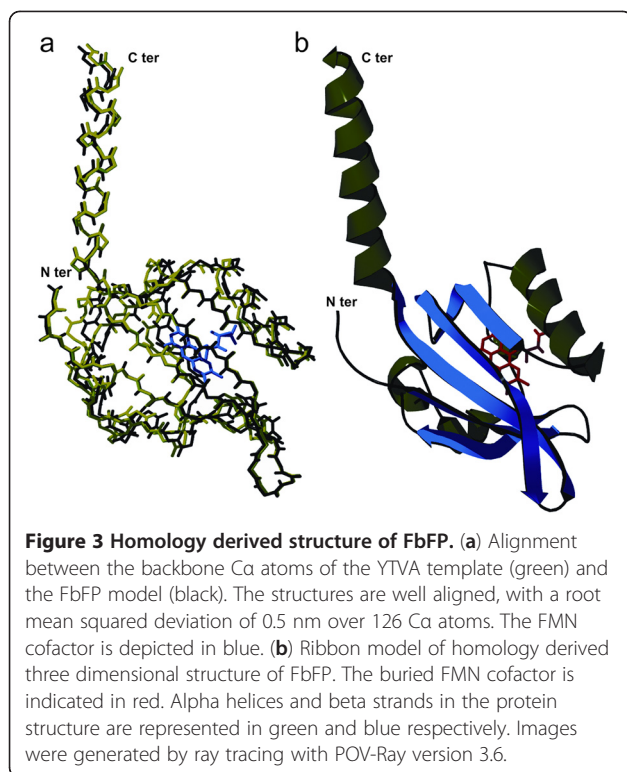 a
b
C ter
C ter
N ter
N ter
Figure 3 Homology derived structure of FbFP. (a) Alignment
between the backbone Cα atoms of the YTVA template (green) and
the FbFP model (black). The structures are well aligned, with a root
mean squared deviation of 0.5 nm over 126 Cα atoms. The FMN
cofactor is depicted in blue. (b) Ribbon model of homology derived
three dimensional structure of FbFP. The buried FMN cofactor is
indicated in red. Alpha helices and beta strands in the protein
structure are represented in green and blue respectively. Images
were generated by ray tracing with POV-Ray version 3.6.